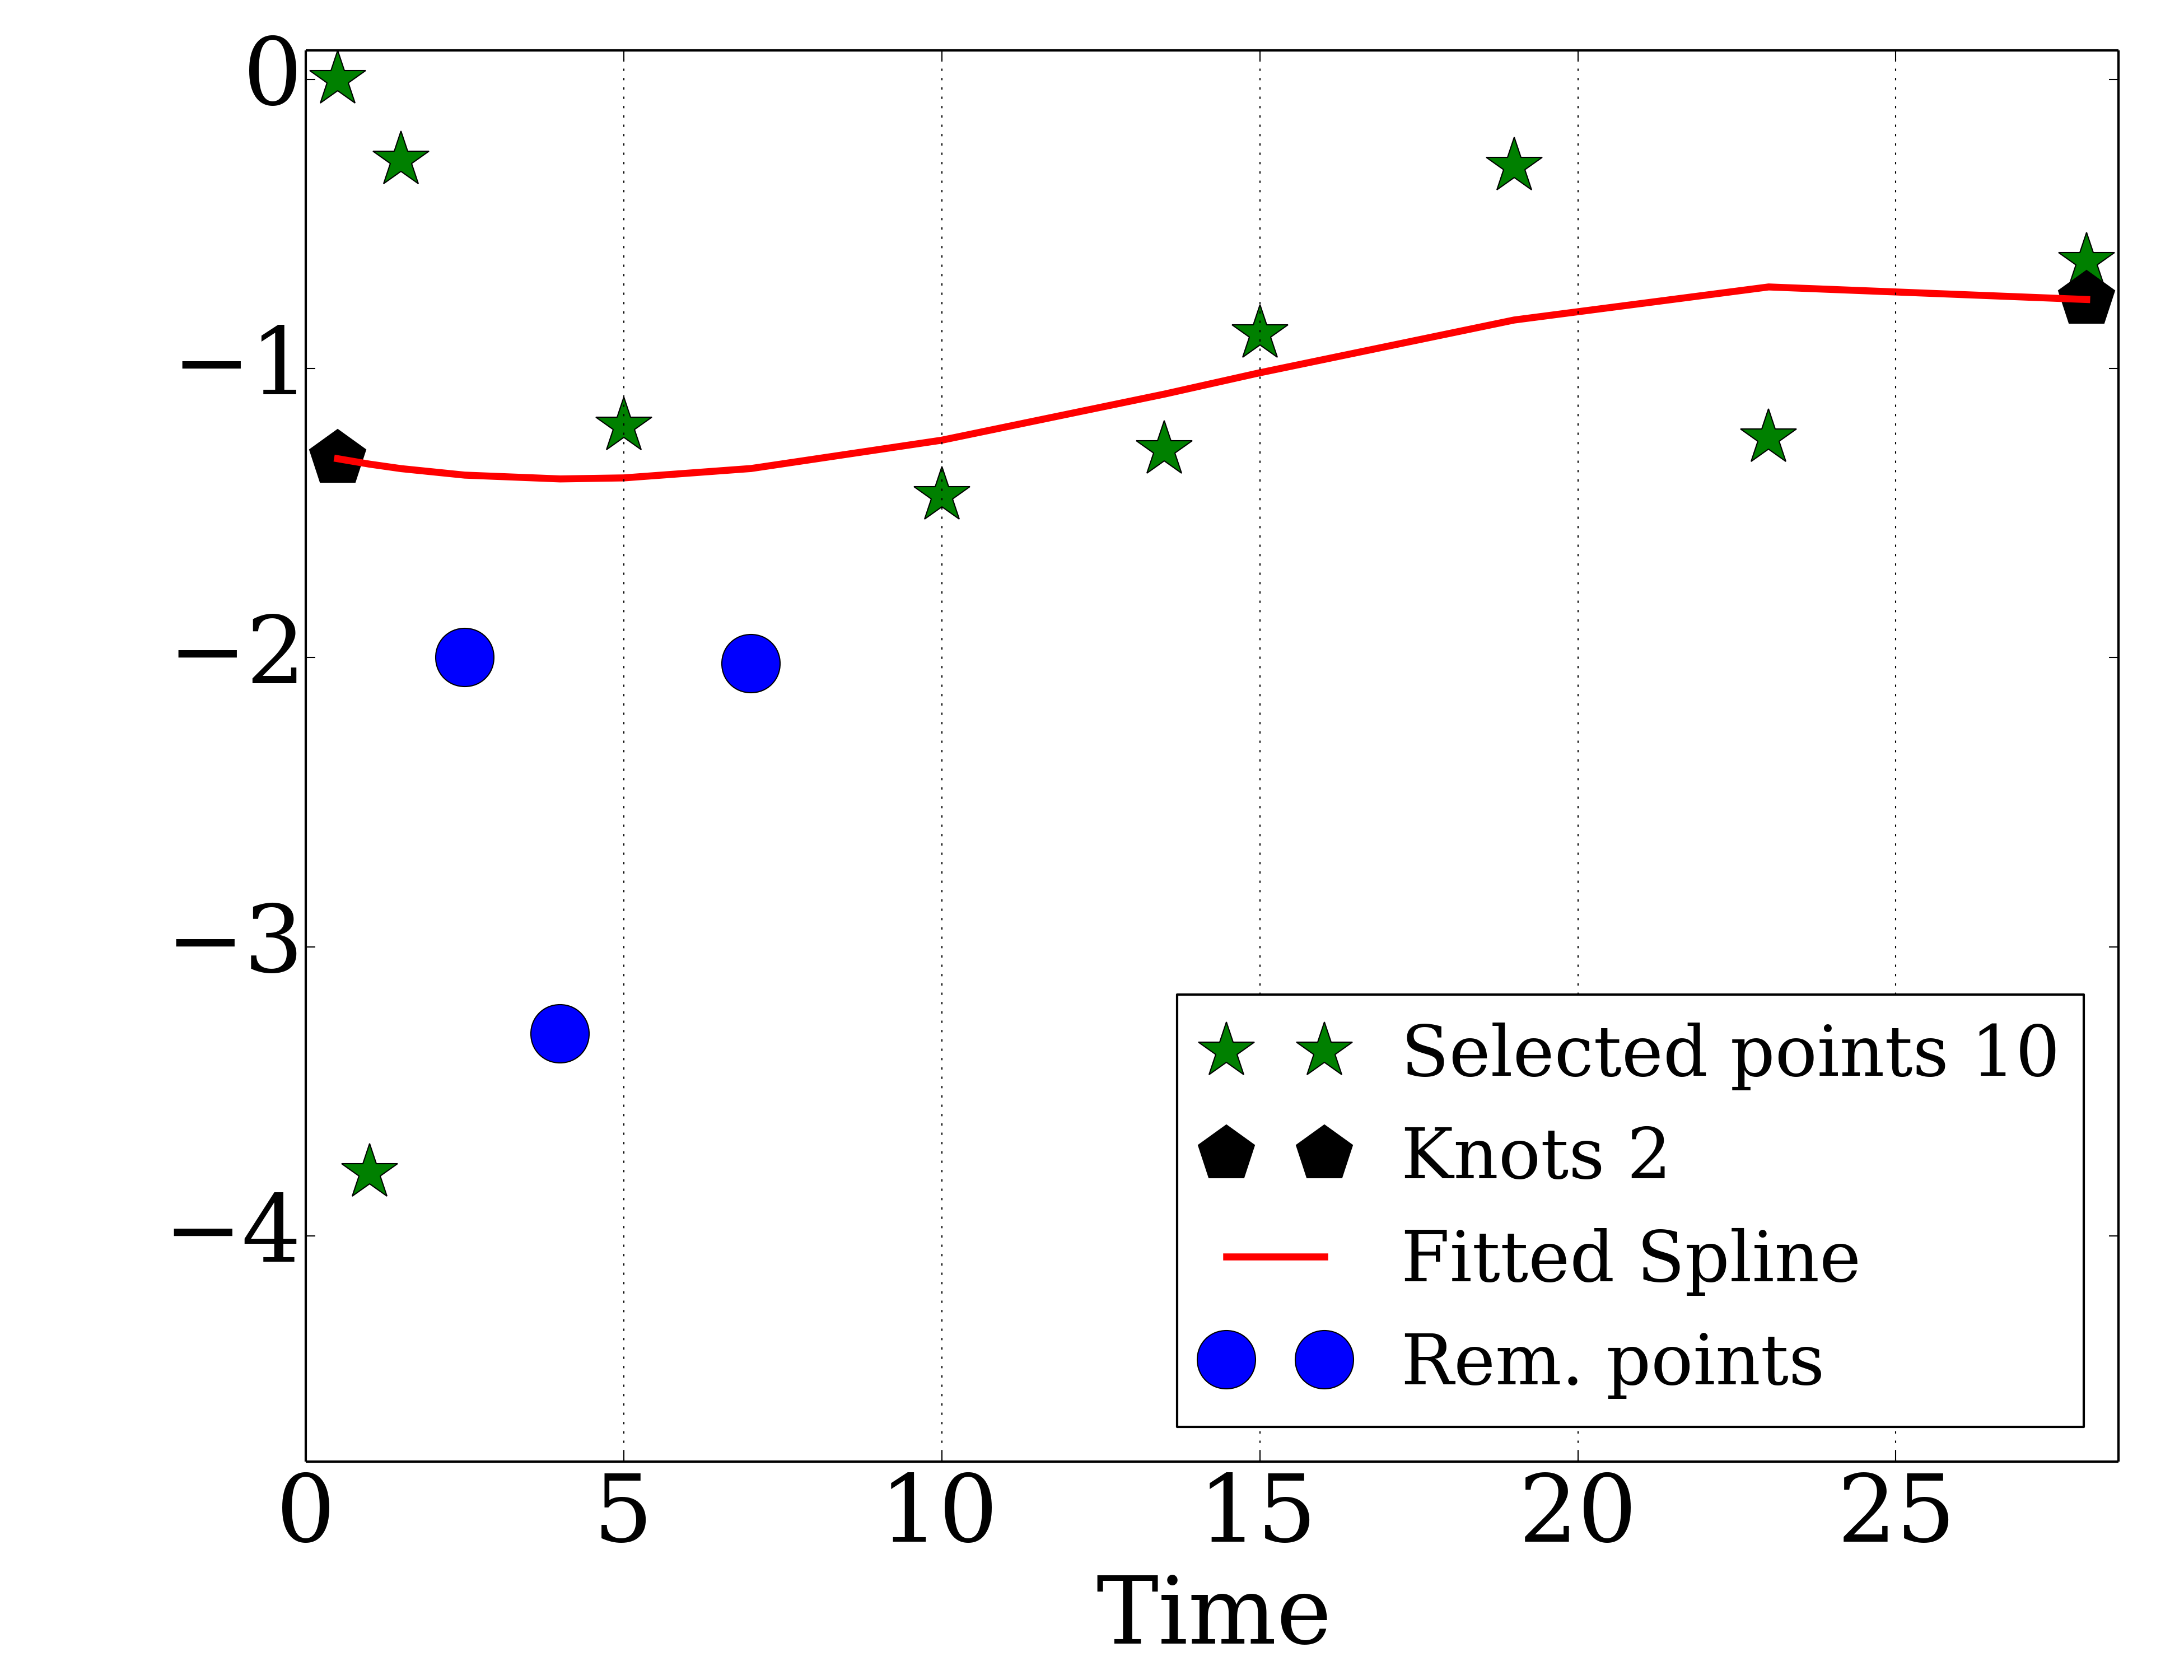 0
−1
−2
−3
−4
Selected points 10
Knots 2
Fitted Spline
Rem. points
0 5 10 15 20 25
Time